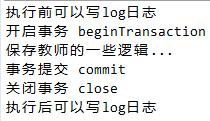 执行前可以写log日志
开启事务 beginTransaction
保存教师的一些逻辑...
事务提交 commit
关闭事务 close
执行后可以写log日志